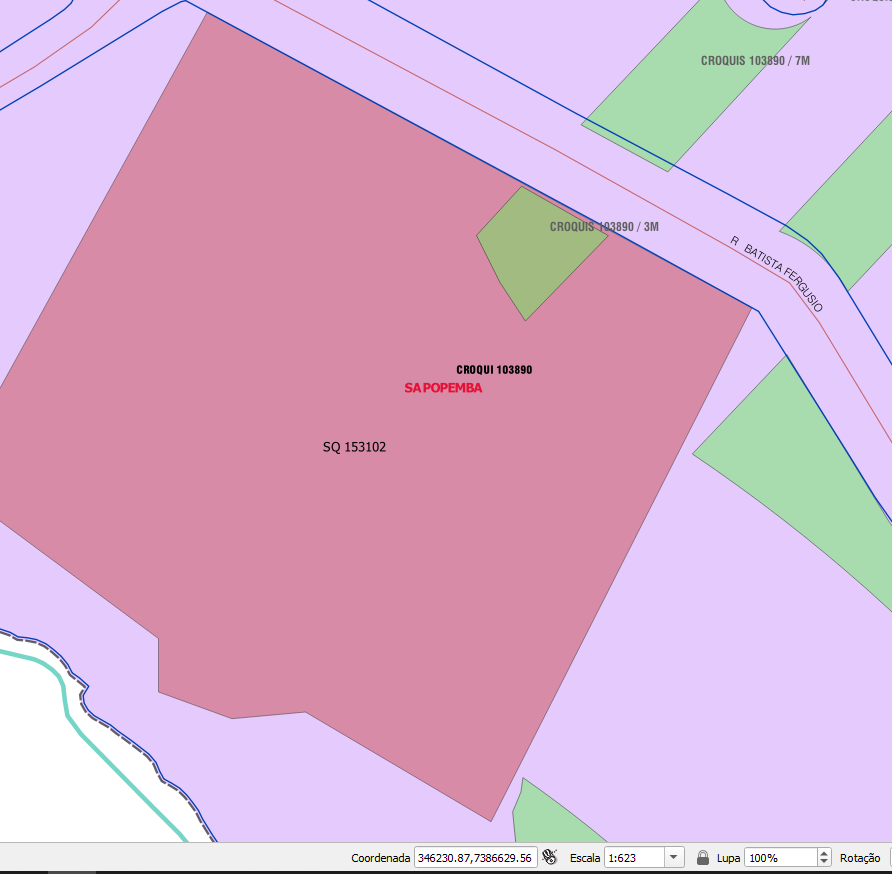 CROQUIS 103890 / 7M
CROQUIS 103890 / 3M
R BATISTA FERGUSIO
CROQUI 103890
SAPOPEMBA
SQ 153102
Coordenada 346230.87,7386629.56 Escala 1:623 Lupa 100% Rotação